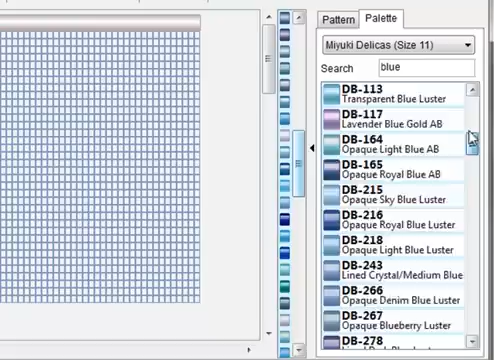 Pattern Palette
Miyuki Delicas (Size 11)
Search blue
DB-113
Transparent Blue Luster
DB-117
Lavender Blue Gold AB
DB-164
Opaque Light Blue AB
DB-165
Opaque Royal Blue AB
DB-215
Opaque Sky Blue Luster
DB-216
Opaque Royal Blue Luster
DB-218
Opaque Light Blue Luster
DB-243
Lined Crystal/Medium Blue
DB-266
Opaque Denim Blue Luster
DB-267
Opaque Blueberry Luster
DB-278